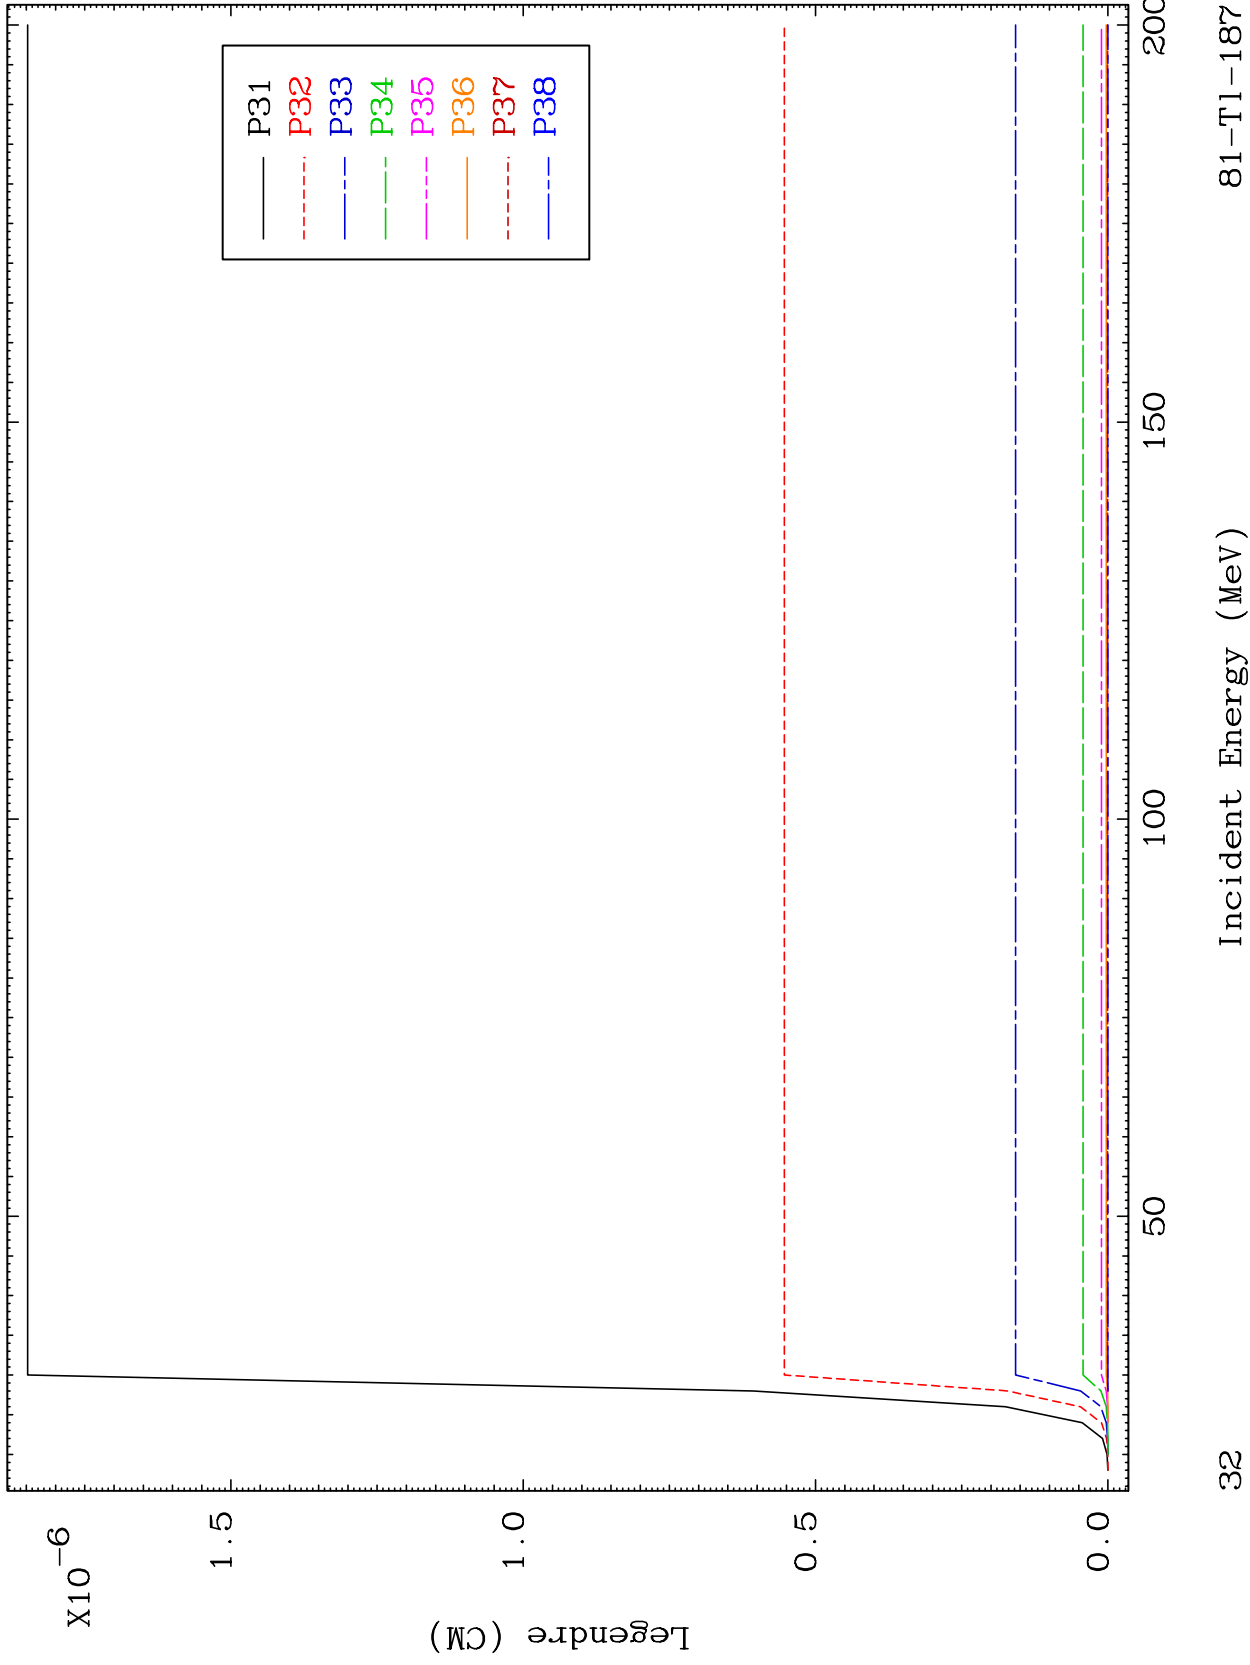 X10-6
Legendre (CM)
1.5
1.0
0.5
0.0
P31
P32
P33
P34
P35
P36
P37
P38
50
100
150
200
Incident Energy (MeV)
32
81-Tl-187